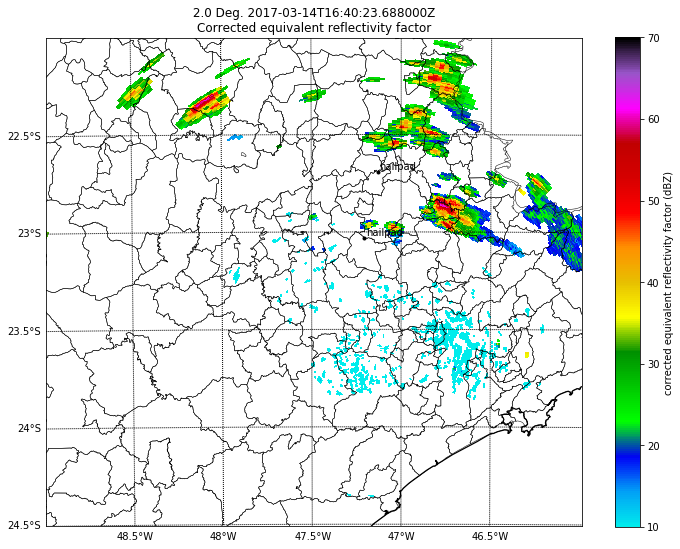 2.0 Deg. 2017-03-14T16:40:23.688000Z
Corrected equivalent reflectivity factor
70
60
50
40
30
20
10
corrected equivalent reflectivity factor (dBZ)
22.5°S
23°S
23.5°S
24°S
24.5°S
hailpad
hailpad
48.5°W
48°W
47.5°W
47°W
46.5°W